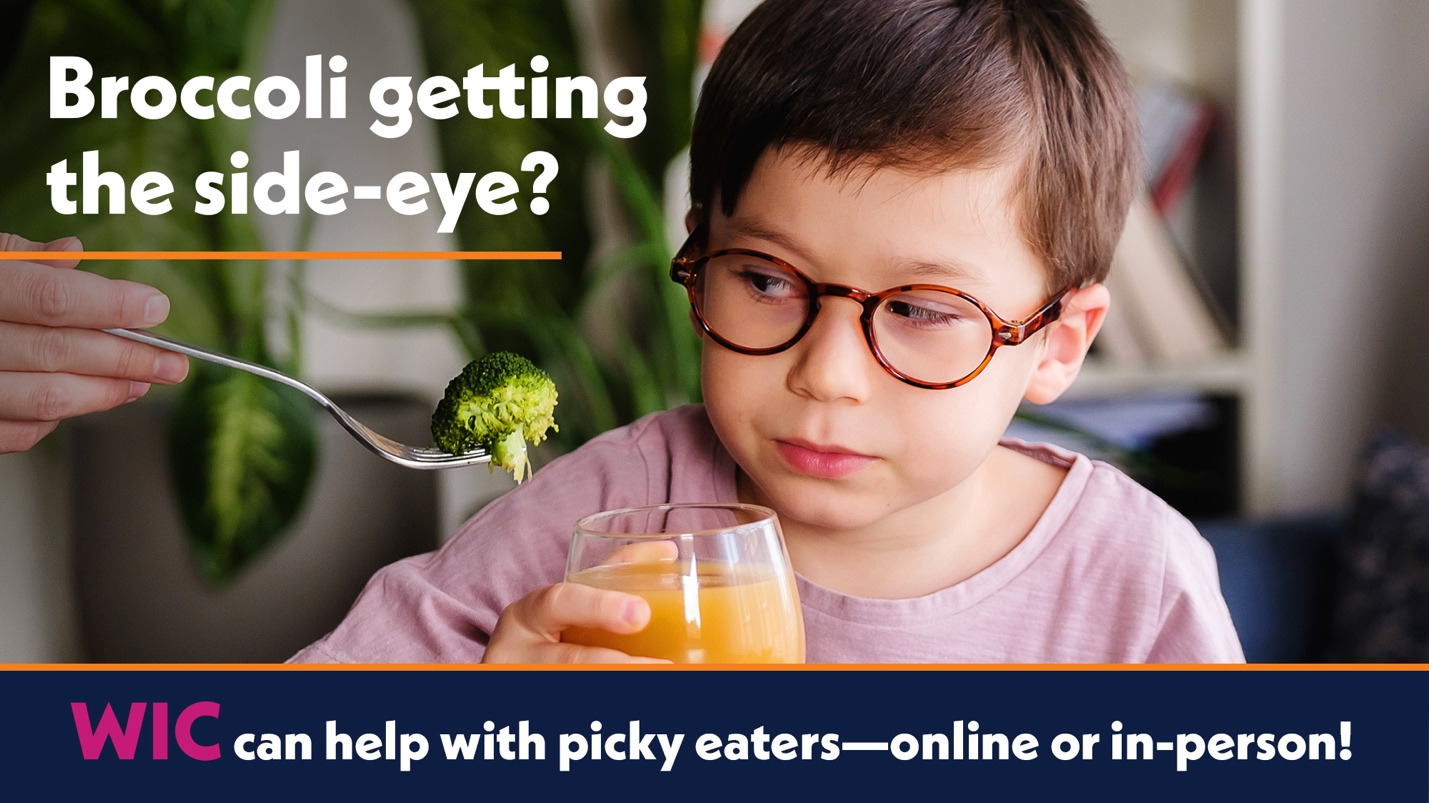 Broccoli getting
the side-eye?
WIC can help with picky eaters—online or in-person!